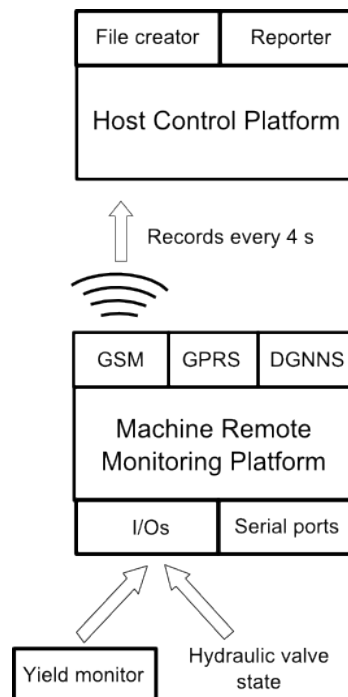 File creator
Reporter
Host Control Platform
Records every 4 s
GSM
GPRS
DGNNS
Machine Remote
Monitoring Platform
I/Os
Serial ports
Yield monitor
Hydraulic valve
state